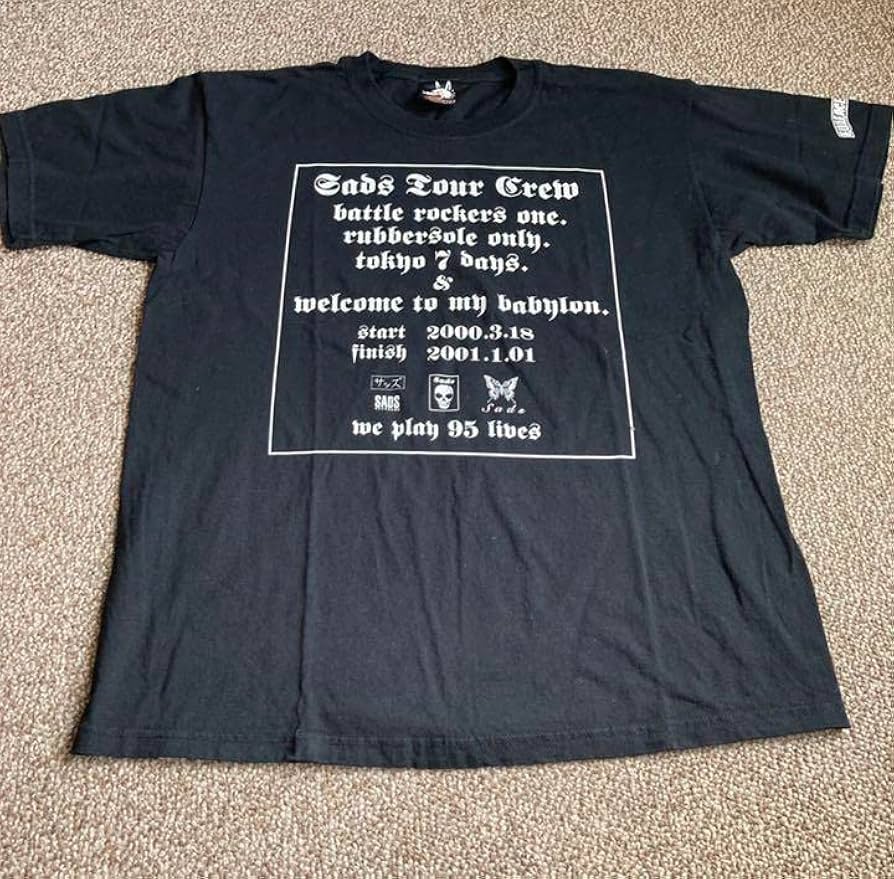 Sads Tour Crew
battle rockers one.
rubbersole only.
tokyo 7 days.
&
welcome to my babylon.
start 2000.3.18
finish 2001.1.01
サッズ
SADS
Sads
Sads
we play 95 lives